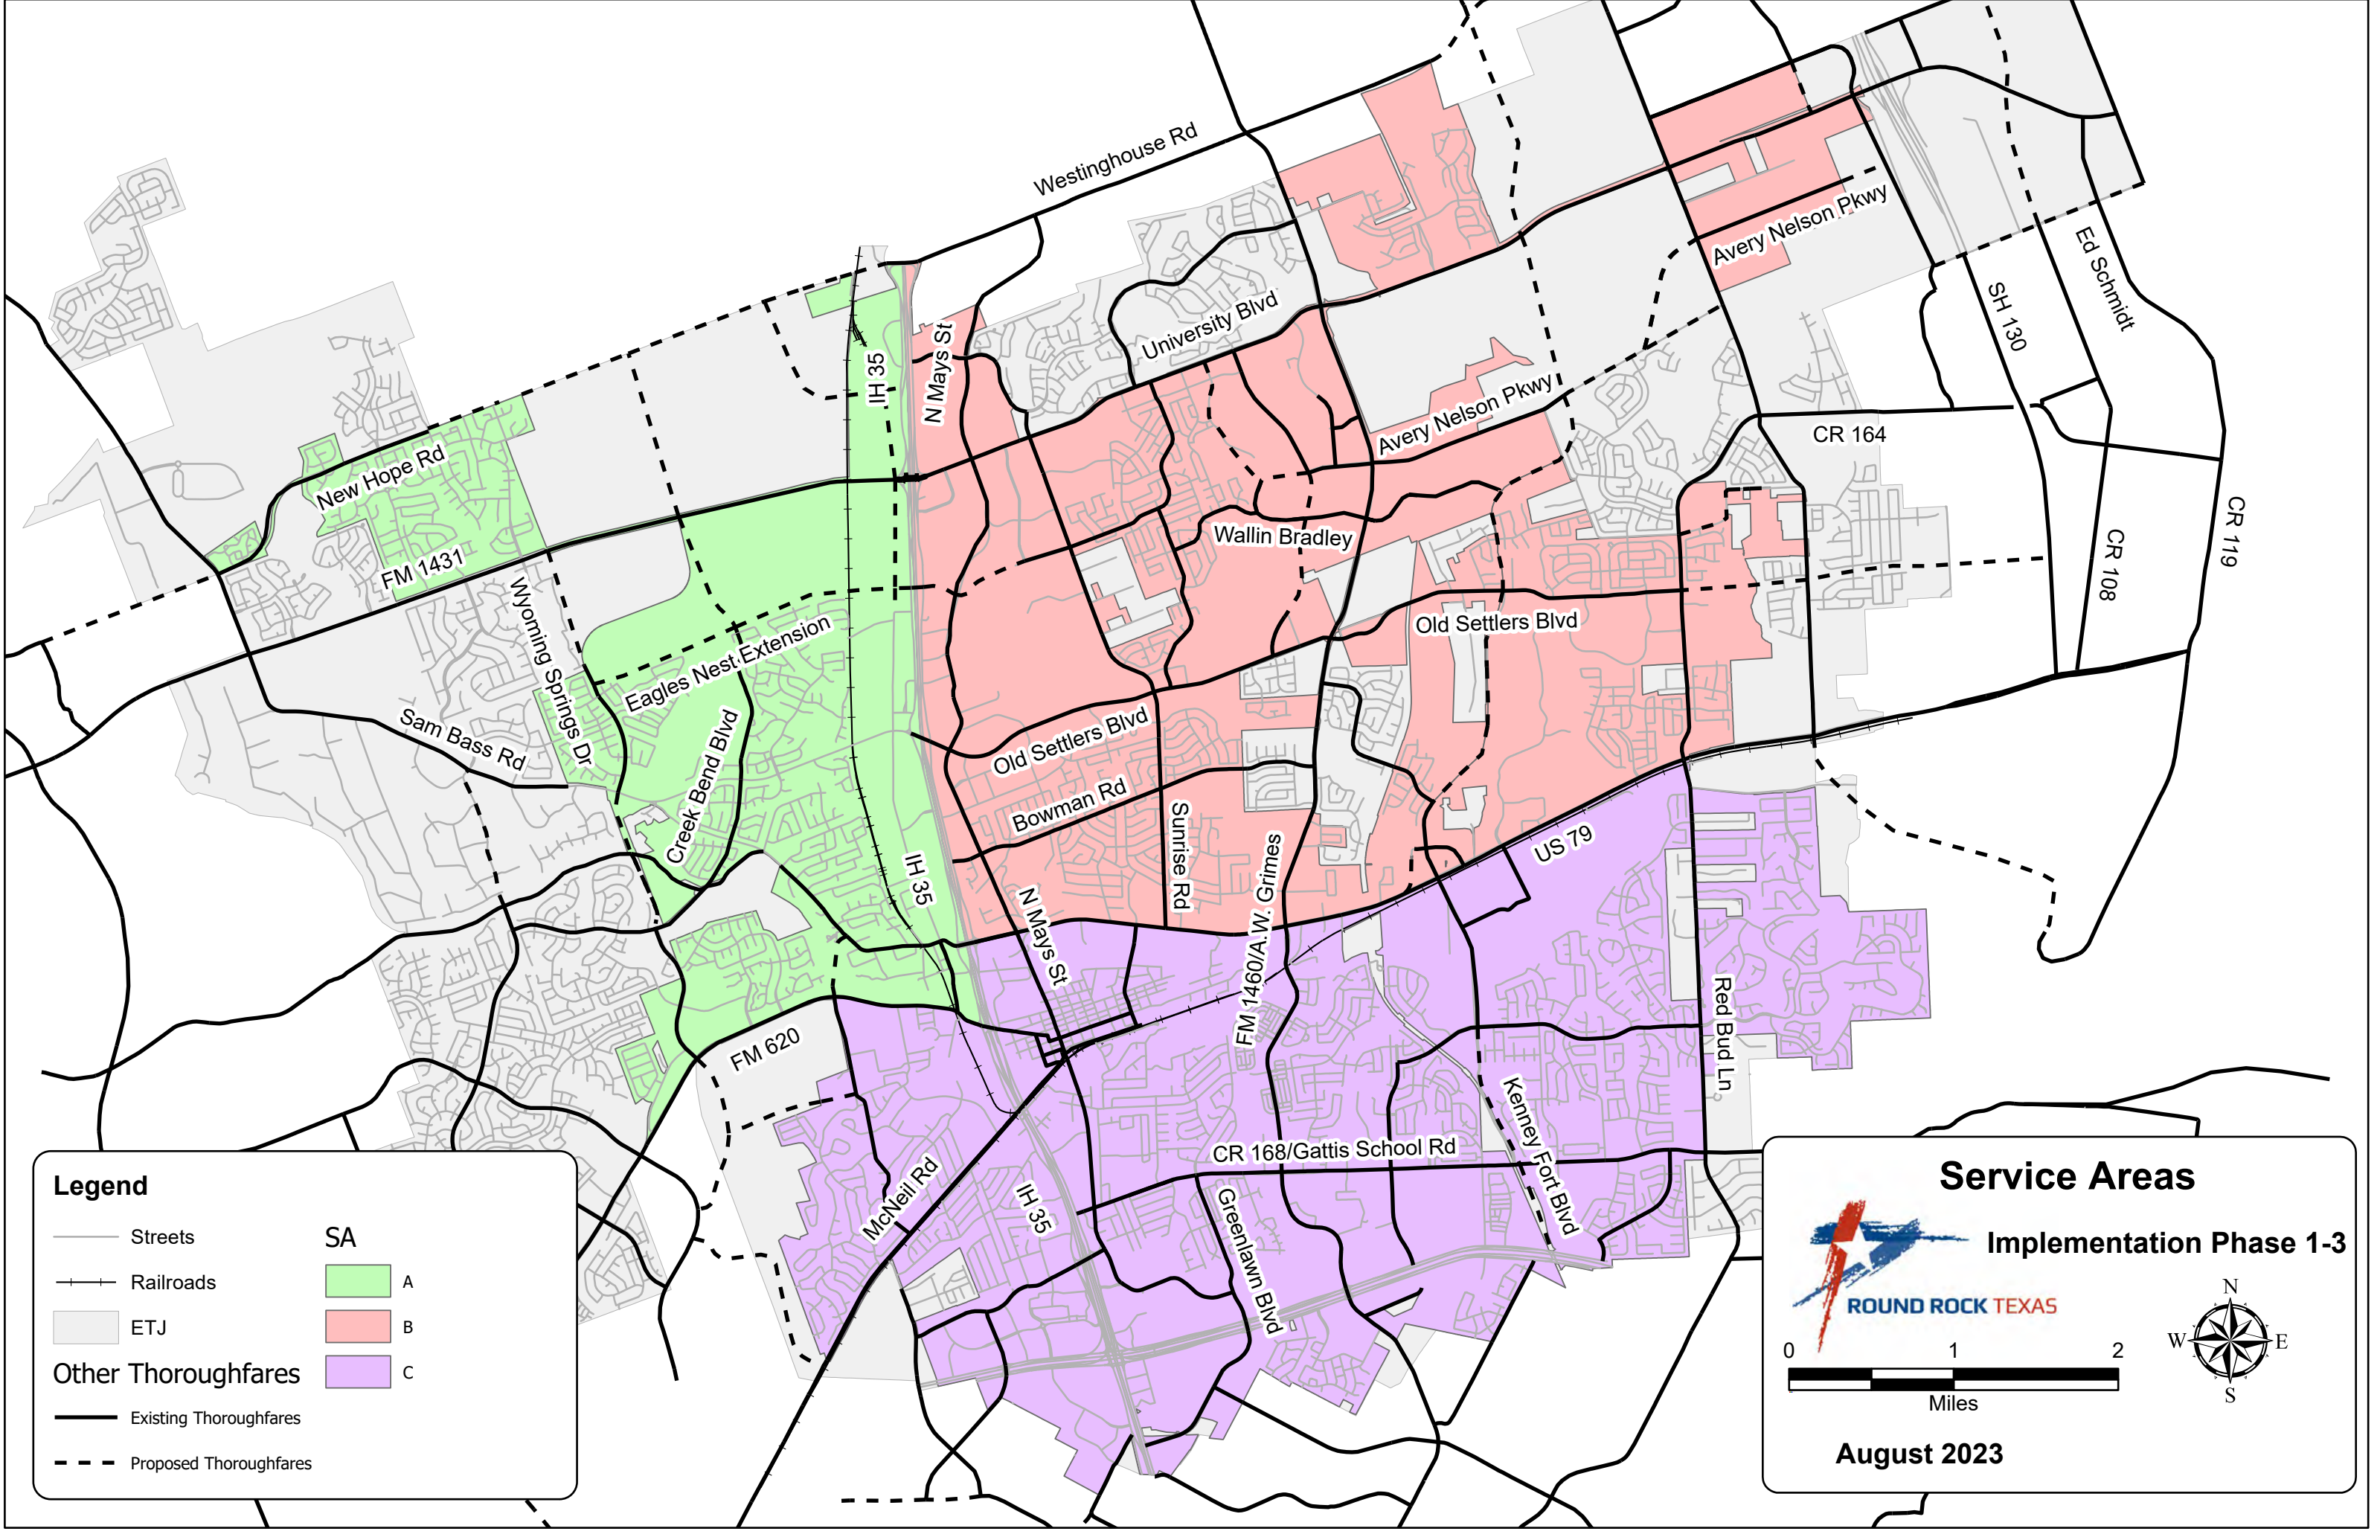 Westinghouse Rd
Avery Nelson Pkwy
Ed Schmidt
SH 130
University Blvd
N Mays St
IH 35
Avery Nelson Pkwy
CR 164
New Hope Rd
FM 1431
Wallin Bradley
CR 119
CR 108
Wyoming Springs Dr
Old Settlers Blvd
Eagles Nest Extension
Sam Bass Rd
Creek Bend Blvd
Old Settlers Blvd
Bowman Rd
Sunrise Rd
US 79
IH 35
N Mays St
FM 1460/A.W. Grimes
Red Bud Ln
FM 620
Kenney Fort Blvd
CR 168/Gattis School Rd
McNeil Rd
IH 35
Greenlawn Blvd
Legend
Streets
Railroads
ETJ
Other Thoroughfares
Existing Thoroughfares
Proposed Thoroughfares
SA
A
B
C
Service Areas
Implementation Phase 1-3
ROUND ROCK TEXAS
N
W E
S
0 1 2
Miles
August 2023